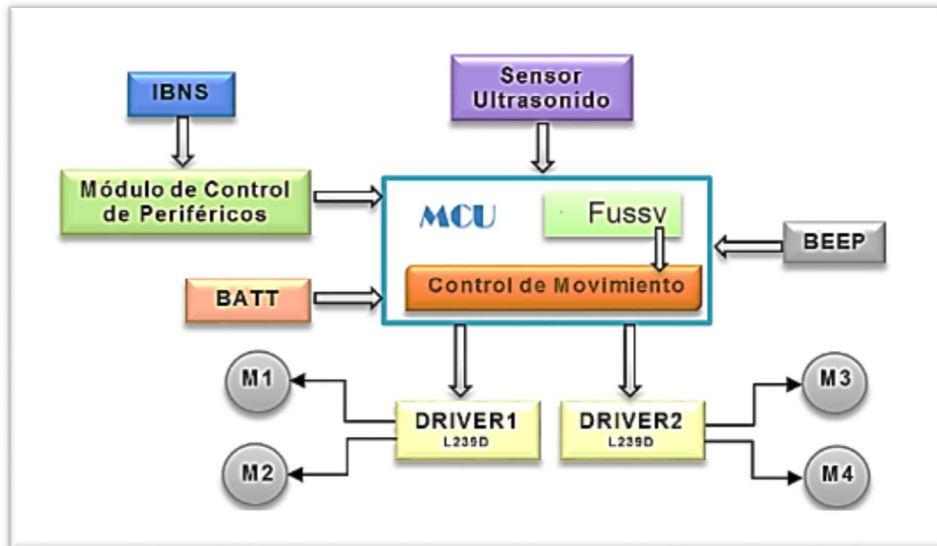 IBNS
Sensor
Ultrasonido
Módulo de Control
de Periféricos
MCU
Fussv
BEEP
Control de Movimiento
BATT
M1
M3
DRIVER1
L239D
DRIVER2
L239D
M2
M4